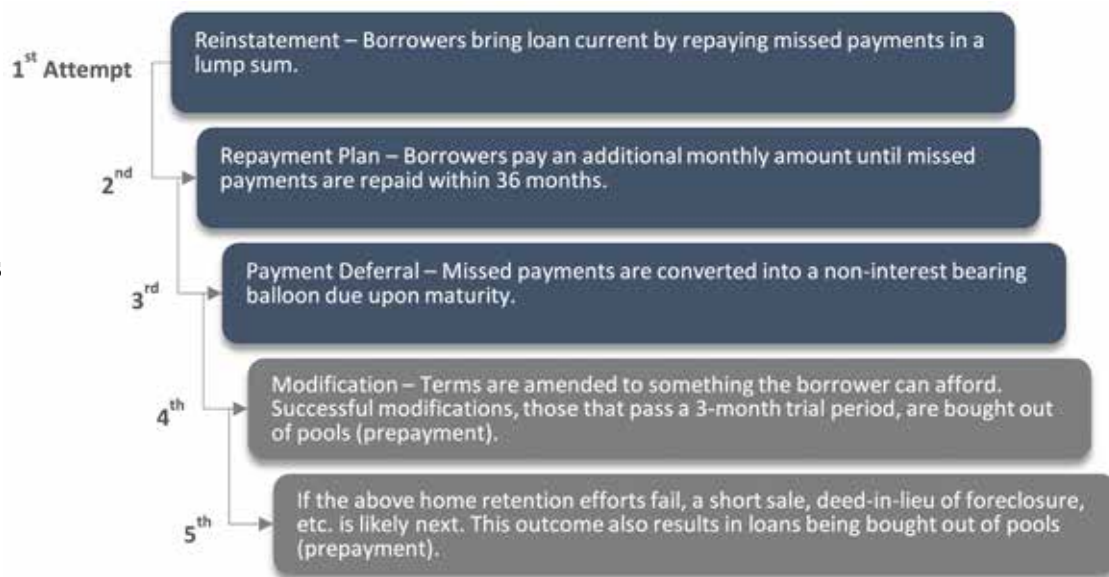 1st Attempt
Reinstatement – Borrowers bring loan current by repaying missed payments in a
lump sum.
2nd
Repayment Plan – Borrowers pay an additional monthly amount until missed
payments are repaid within 36 months.
3rd
Payment Deferral – Missed payments are converted into a non-interest bearing
balloon due upon maturity.
4th
Modification – Terms are amended to something the borrower can afford.
Successful modifications, those that pass a 3-month trial period, are bought out
of pools (prepayment).
5th
If the above home retention efforts fail, a short sale, deed-in-lieu of foreclosure,
etc. is likely next. This outcome also results in loans being bought out of pools
(prepayment).